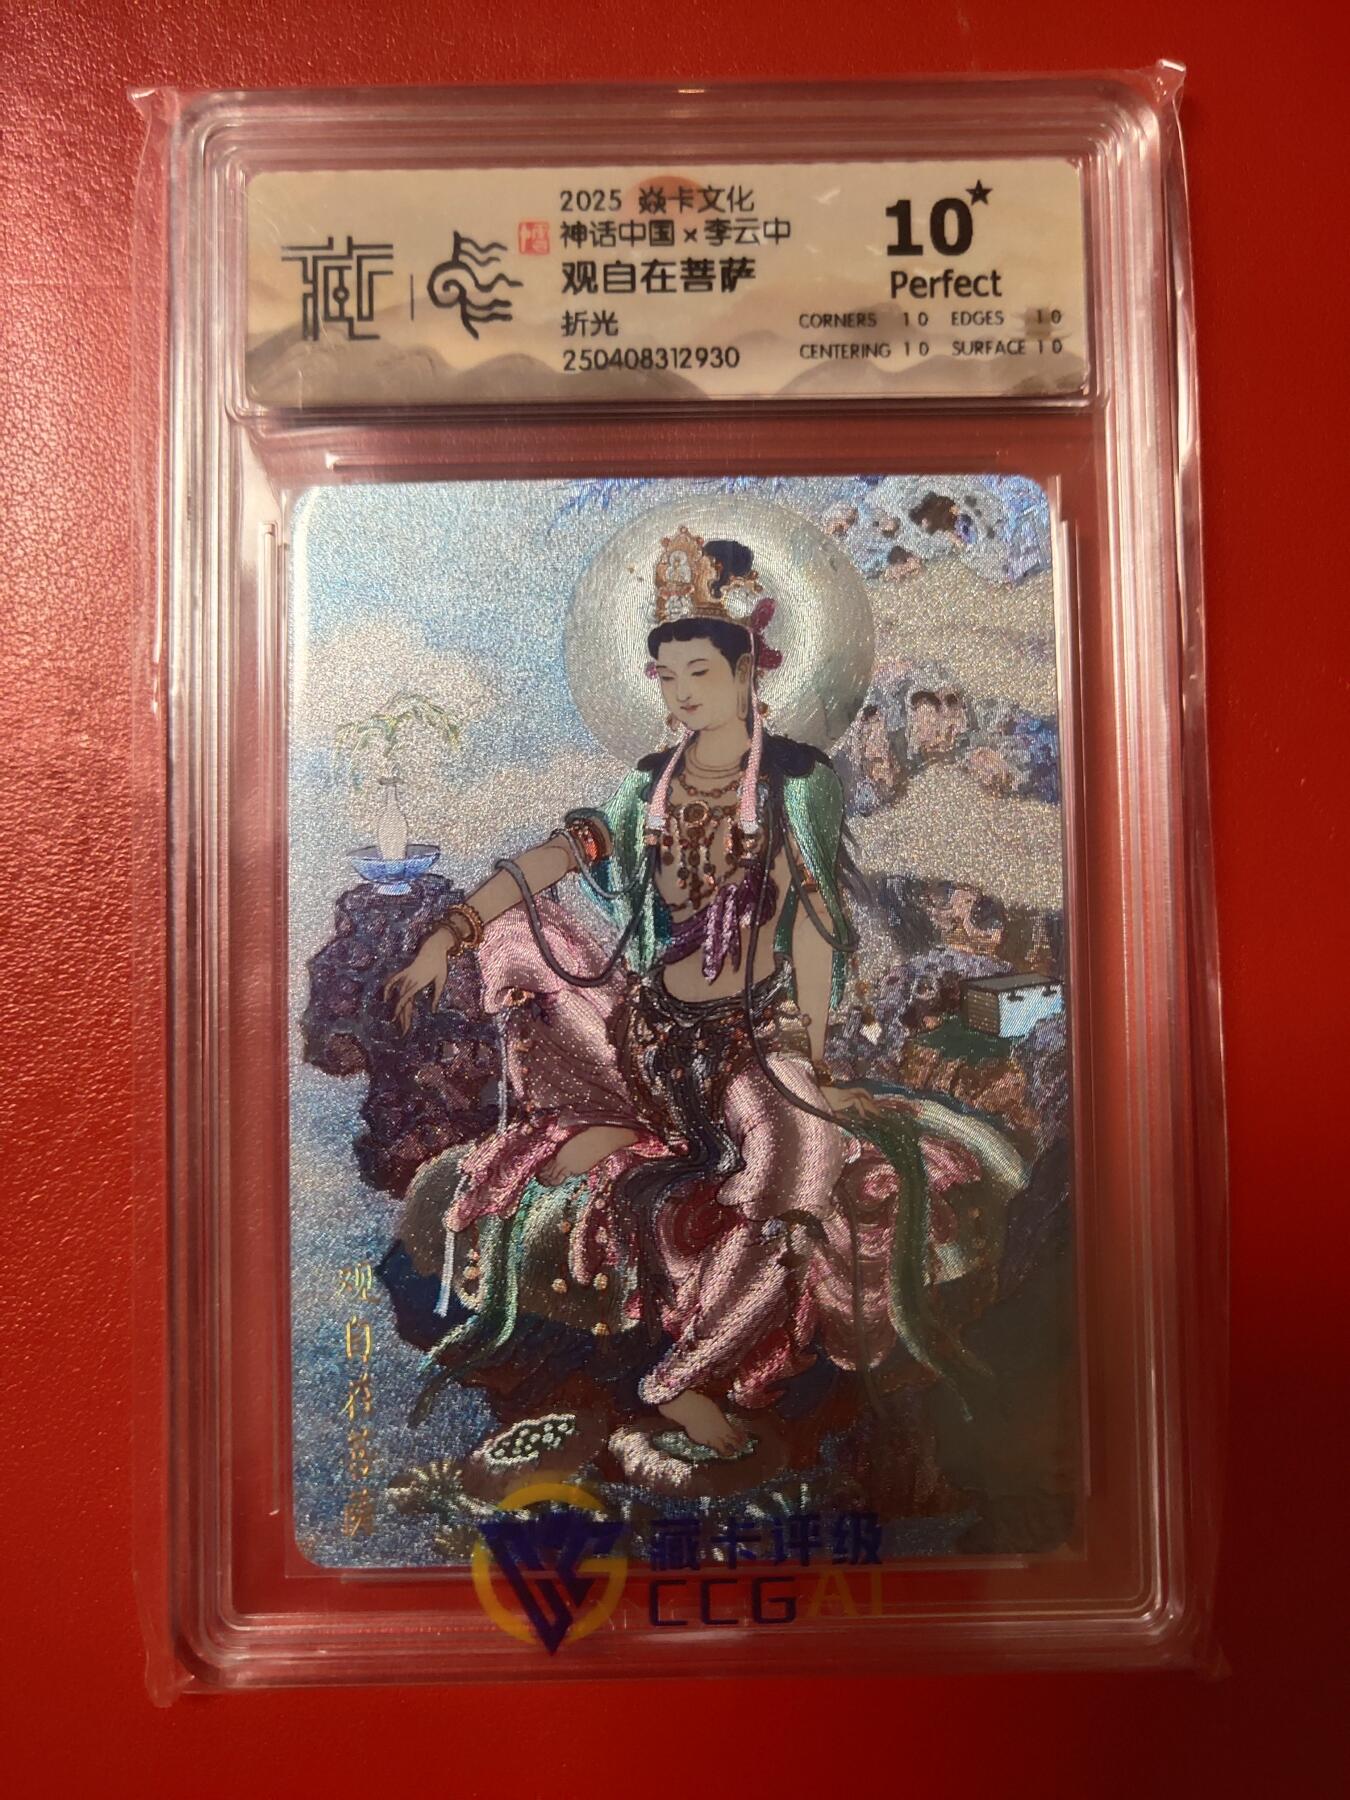 藏
2025 焱卡文化
神话中国×李云中
观自在菩萨
折光
250408312930
10★
Perfect
CORNERS 10 EDGES 10
CENTERING 10 SURFACE 10
观自在菩萨
藏卡评级
CCGAI